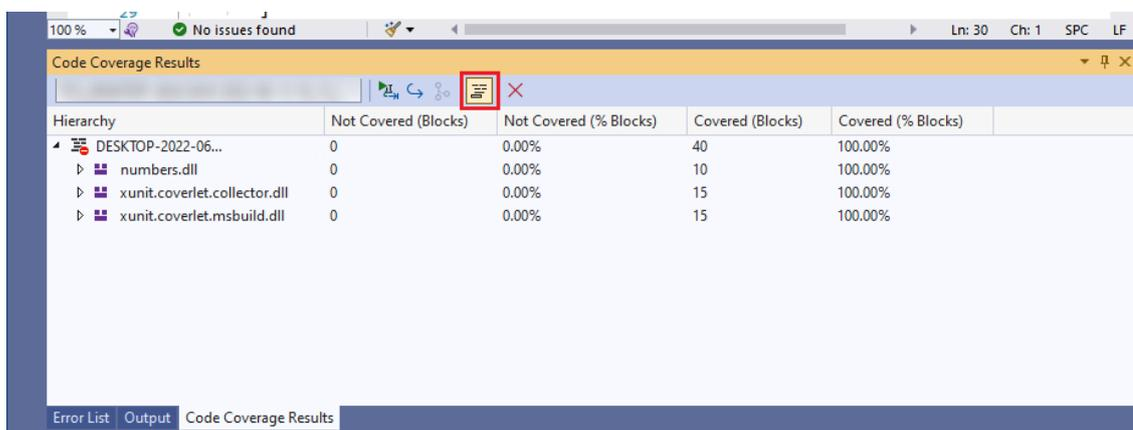 29 ]
100 % No issues found Ln: 30 Ch: 1 SPC LF
Code Coverage Results
Hierarchy Not Covered (Blocks) Not Covered (% Blocks) Covered (Blocks) Covered (% Blocks)
DESKTOP-2022-06... 0 0.00% 40 100.00%
numbers.dll 0 0.00% 10 100.00%
xunit.coverlet.collector.dll 0 0.00% 15 100.00%
xunit.coverlet.msbuild.dll 0 0.00% 15 100.00%
Error List Output Code Coverage Results